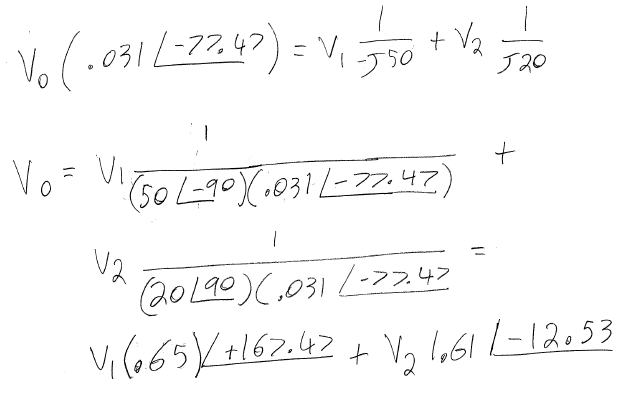 V₀(.031∠-77.47) = V₁ 1/-J50 + V₂ 1/J20
V₀ = V₁ 1/(50∠-90)(.031∠-77.47) +
V₂ 1/(20∠90)(.031∠-77.47 =
V₁(.65)∠+167.47 + V₂ 1.61∠-12.53